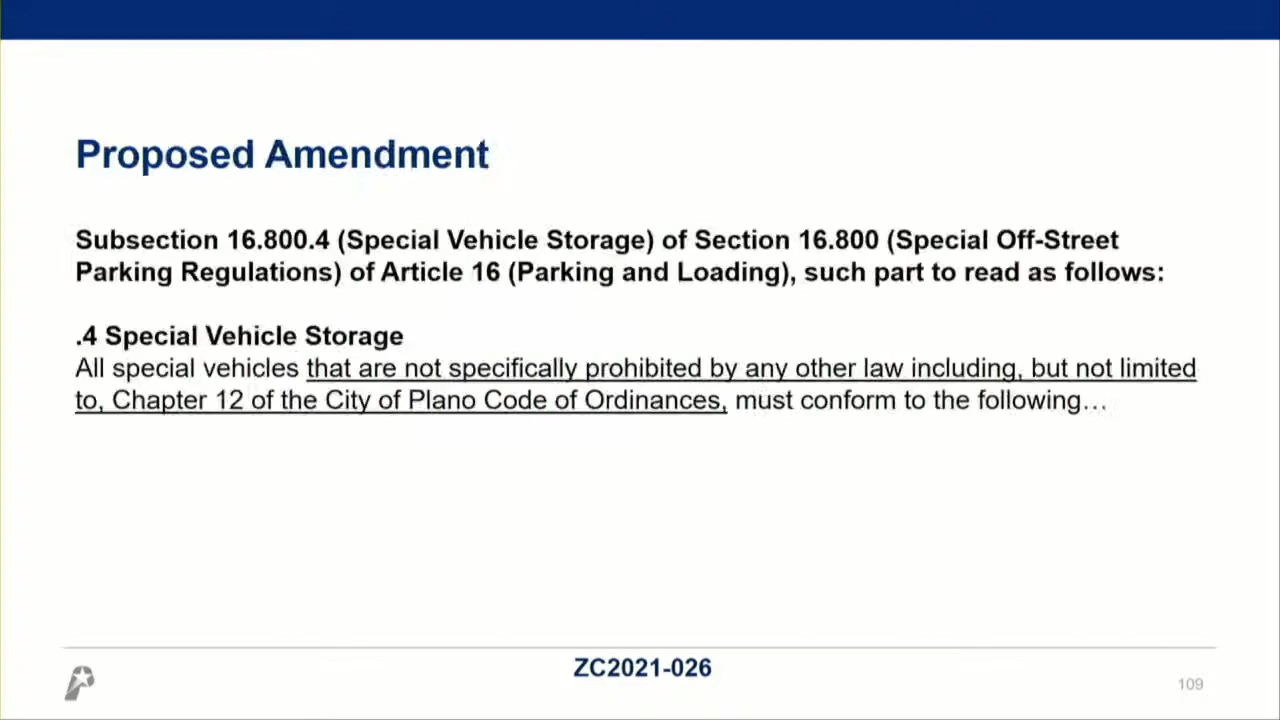 Proposed Amendment
Subsection 16.800.4 (Special Vehicle Storage) of Section 16.800 (Special Off-Street
Parking Regulations) of Article 16 (Parking and Loading), such part to read as follows:
.4 Special Vehicle Storage
All special vehicles that are not specifically prohibited by any other law including, but not limited
to, Chapter 12 of the City of Plano Code of Ordinances, must conform to the following…
ZC2021-026
109